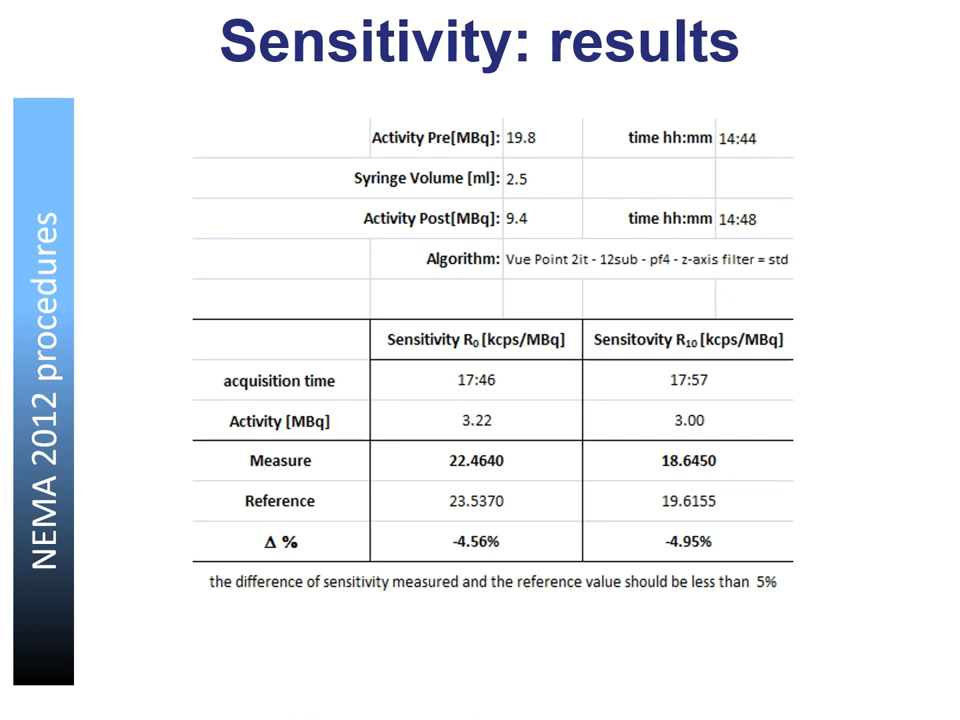 Sensitivity: results
NEMA 2012 procedures
Activity Pre[MBq]: 19.8 time hh:mm 14:44
Syringe Volume [ml]: 2.5
Activity Post[MBq]: 9.4 time hh:mm 14:48
Algorithm: Vue Point 2it - 12sub - pf4 - z-axis filter = std
Sensitivity R₀ [kcps/MBq] Sensitovity R₁₀ [kcps/MBq]
acquisition time 17:46 17:57
Activity [MBq] 3.22 3.00
Measure 22.4640 18.6450
Reference 23.5370 19.6155
Δ % -4.56% -4.95%
the difference of sensitivity measured and the reference value should be less than 5%